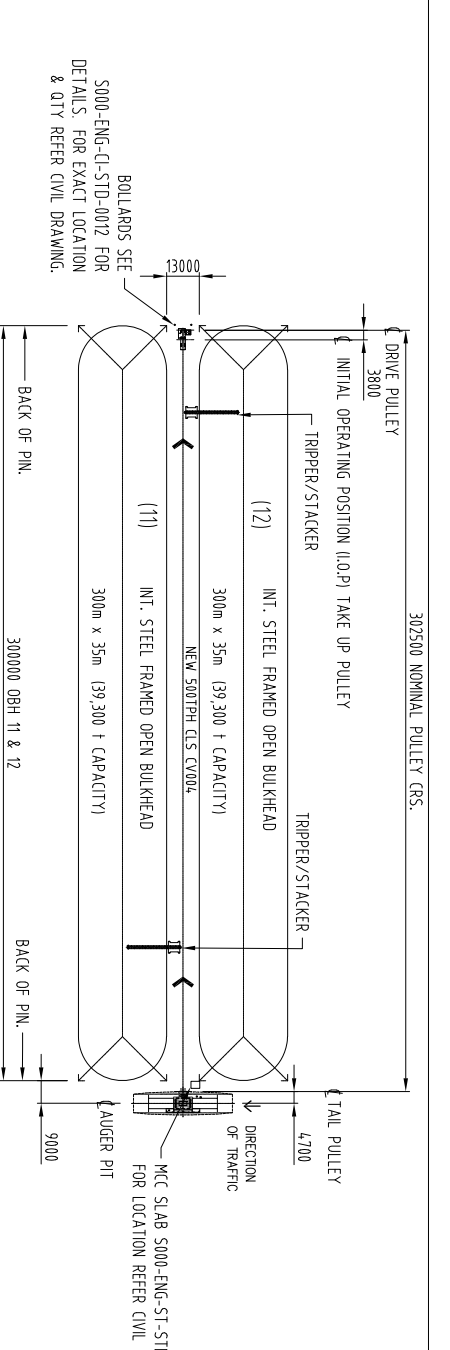 302500 NOMINAL PULLEY CRS.
℄ DRIVE PULLEY
3800
℄ INITIAL OPERATING POSITION (I.O.P) TAKE UP PULLEY
TRIPPER/STACKER
TRIPPER/STACKER
℄ TAIL PULLEY
4700
DIRECTION
OF TRAFFIC
(12)
INT. STEEL FRAMED OPEN BULKHEAD
300m x 35m (39,300 t CAPACITY)
NEW 500TPH CLS CV004
(11)
INT. STEEL FRAMED OPEN BULKHEAD
300m x 35m (39,300 t CAPACITY)
13000
BOLLARDS SEE
S000-ENG-CI-STD-0012 FOR
DETAILS. FOR EXACT LOCATION
& QTY REFER CIVIL DRAWING.
BACK OF PIN.
300000 OBH 11 & 12
BACK OF PIN.
9000
℄ AUGER PIT
MCC SLAB S000-ENG-ST-
FOR LOCATION REFER CIVIL